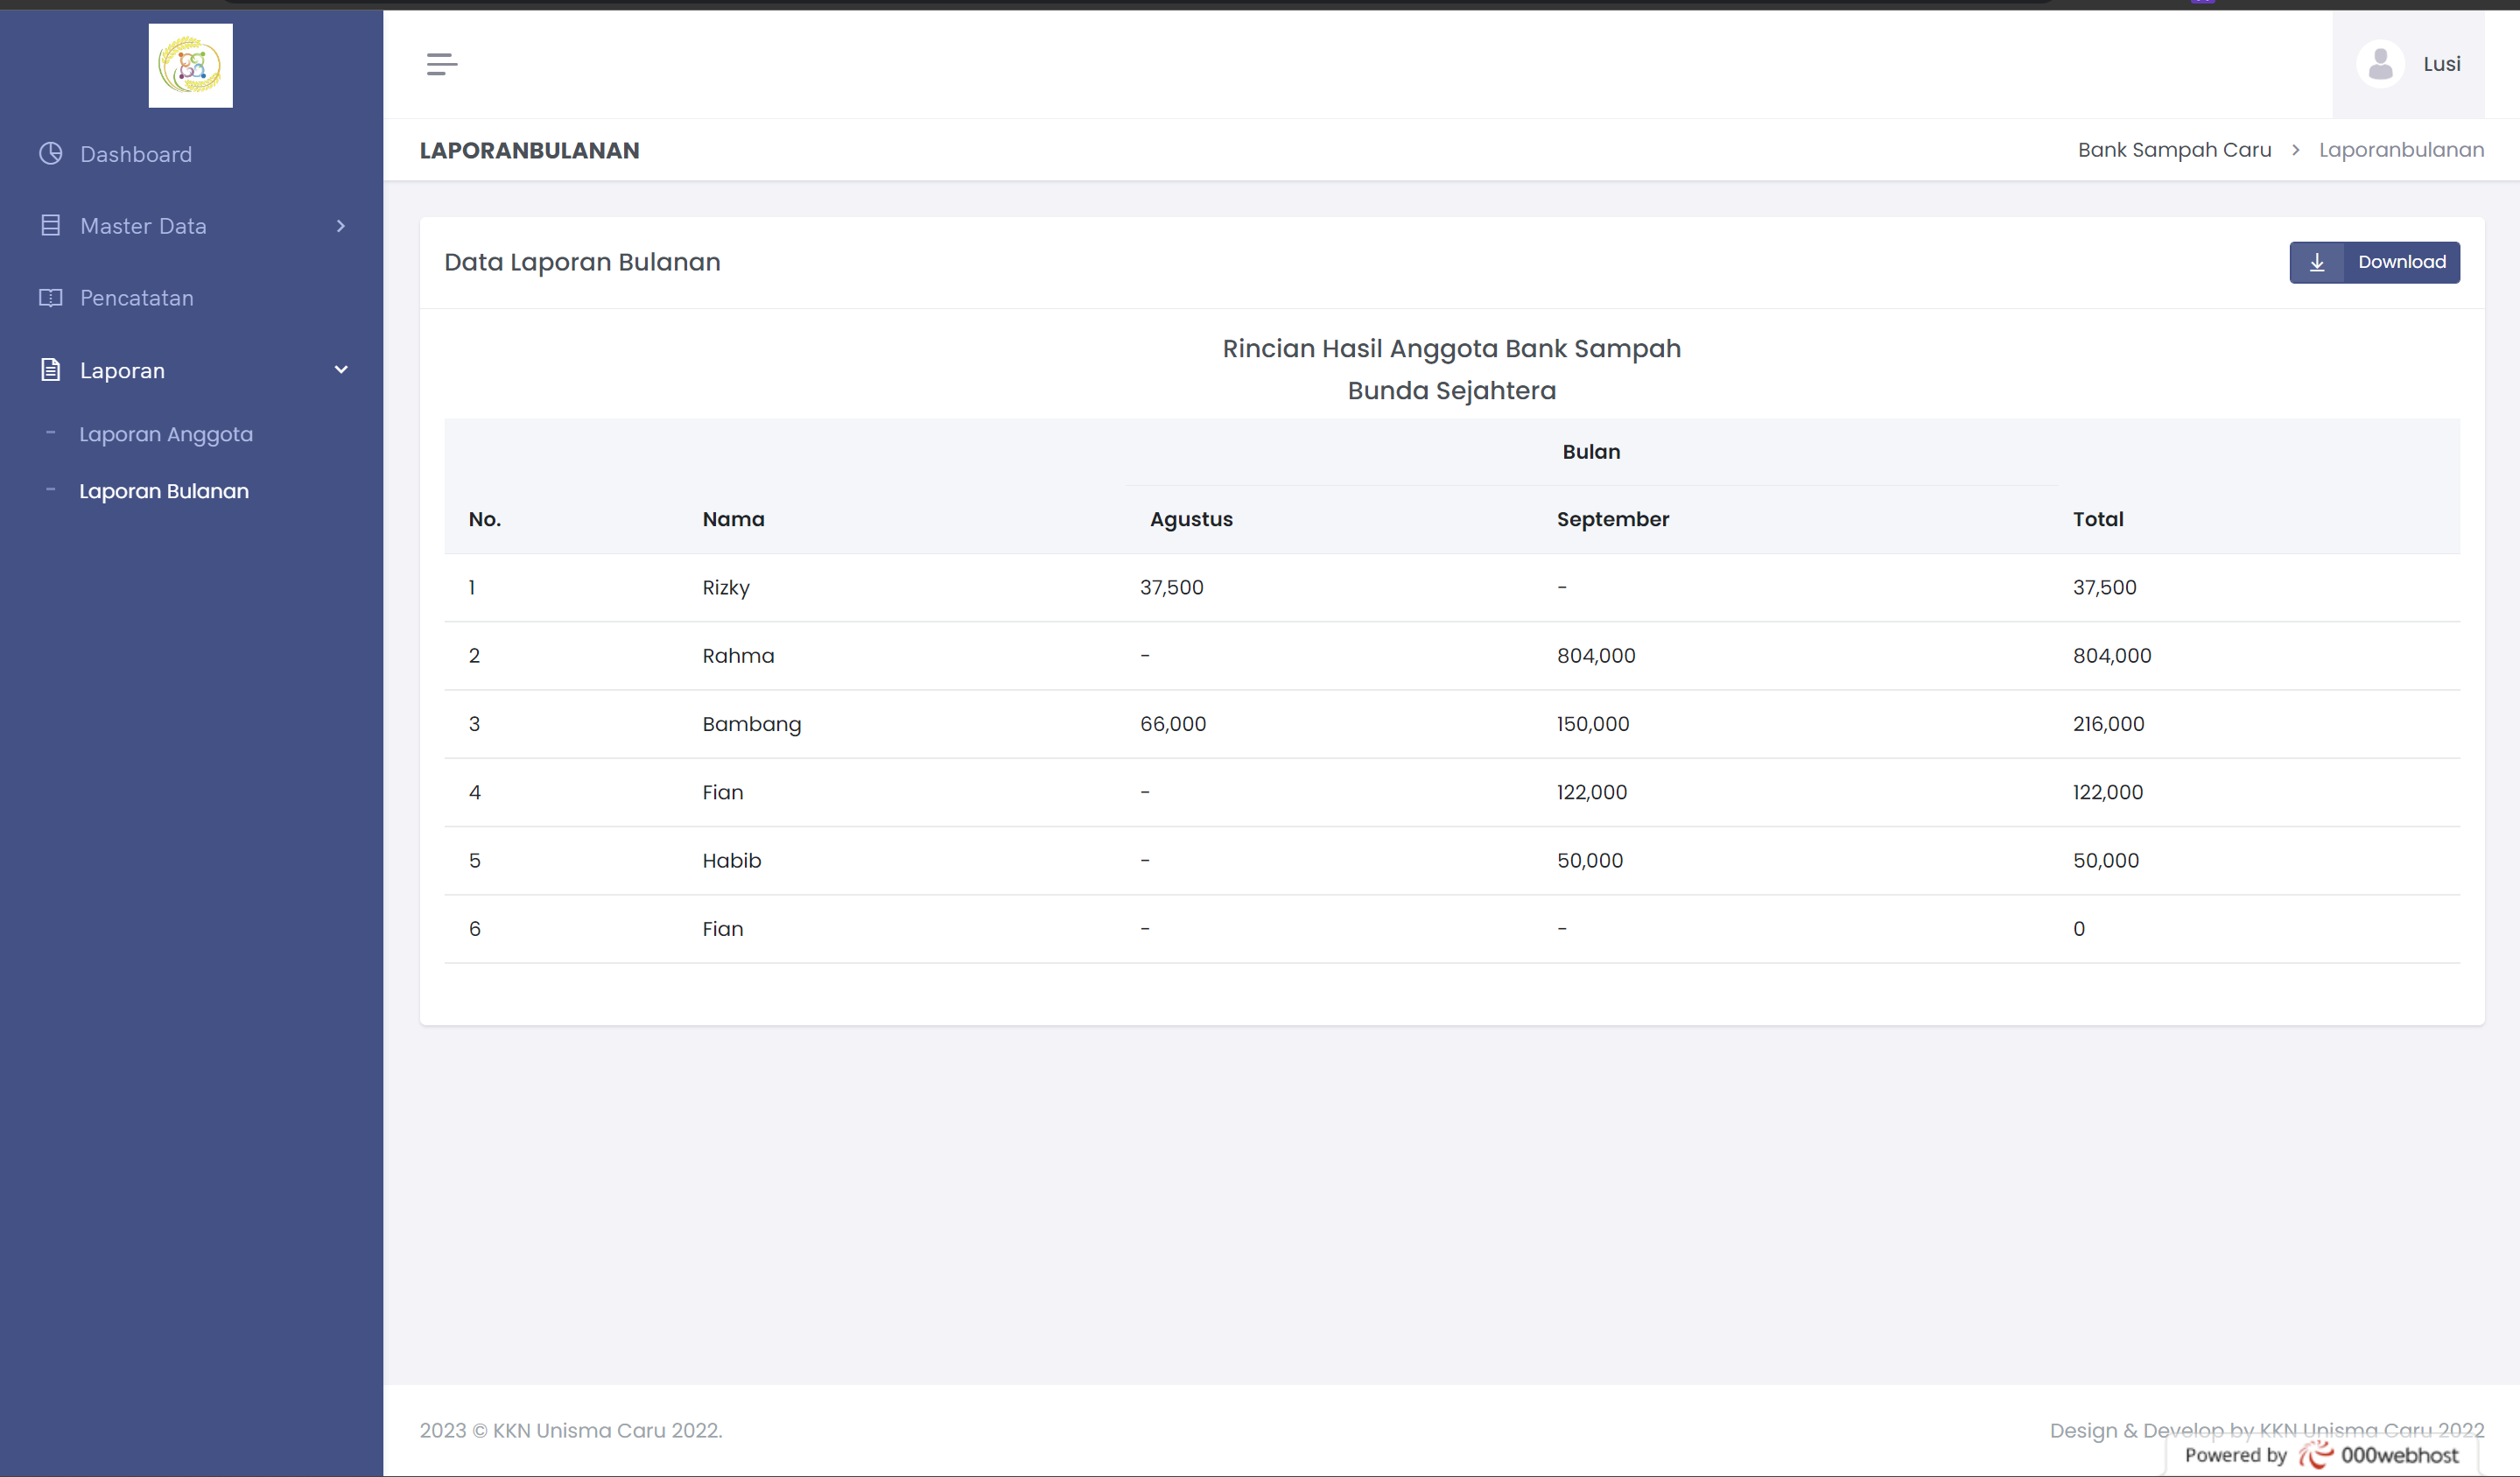 Lusi
LAPORANBULANAN
Bank Sampah Caru > Laporanbulanan
Dashboard
Master Data
Pencatatan
Laporan
- Laporan Anggota
- Laporan Bulanan
Data Laporan Bulanan
Download
Rincian Hasil Anggota Bank Sampah
Bunda Sejahtera
Bulan
No. Nama Agustus September Total
1 Rizky 37,500 - 37,500
2 Rahma - 804,000 804,000
3 Bambang 66,000 150,000 216,000
4 Fian - 122,000 122,000
5 Habib - 50,000 50,000
6 Fian - - 0
2023 © KKN Unisma Caru 2022.
Design & Develop by KKN Unisma Caru 2022
Powered by 000webhost